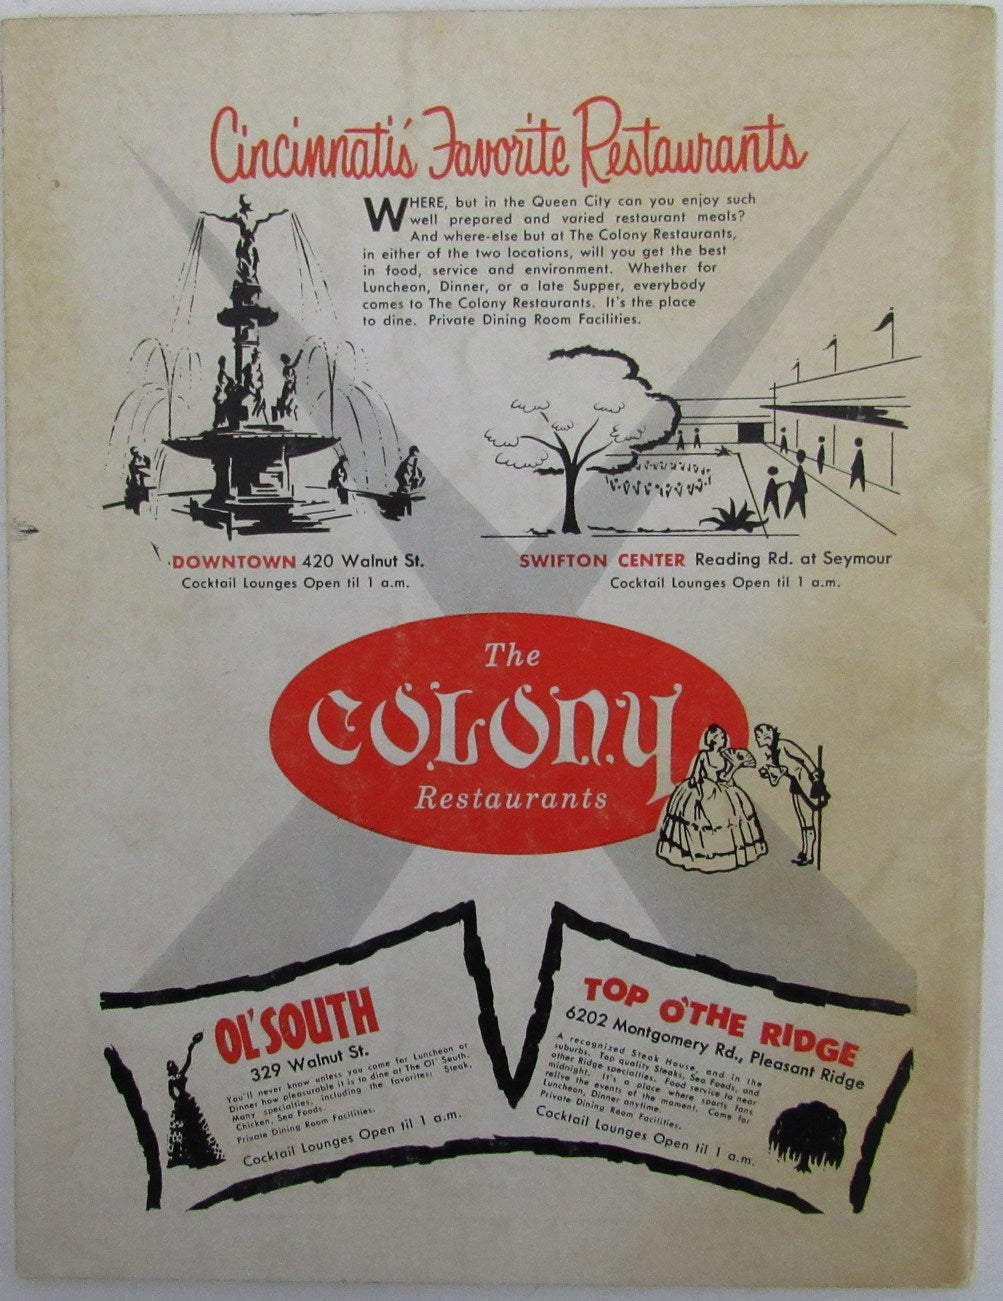 Cincinnati's Favorite Restaurants
WHERE, but in the Queen City can you enjoy such
well prepared and varied restaurant meals?
And where-else but at The Colony Restaurants,
in either of the two locations, will you get the best
in food, service and environment. Whether for
Luncheon, Dinner, or a late Supper, everybody
comes to The Colony Restaurants. It's the place
to dine. Private Dining Room Facilities.
DOWNTOWN 420 Walnut St.
Cocktail Lounges Open til 1 a.m.
SWIFTON CENTER Reading Rd. at Seymour
Cocktail Lounges Open til 1 a.m.
The
COLONY
Restaurants
OL' SOUTH
329 Walnut St.
You'll never know unless you come for Luncheon or
Dinner how pleasurable it is to dine at The Ol' South.
Many specialties, including the favorites: Steak,
Chicken, Sea Foods.
Private Dining Room Facilities.
Cocktail Lounges Open til 1 a.m.
TOP O'THE RIDGE
6202 Montgomery Rd., Pleasant Ridge
A recognized Steak House, and in the
suburbs. Top quality Steaks, Sea Foods, and
other Ridge specialties. Food service to near
midnight. It's a place where sports fans
relive the events of the moment. Come for
Luncheon, Dinner anytime.
Private Dining Room Facilities.
Cocktail Lounges Open til 1 a.m.